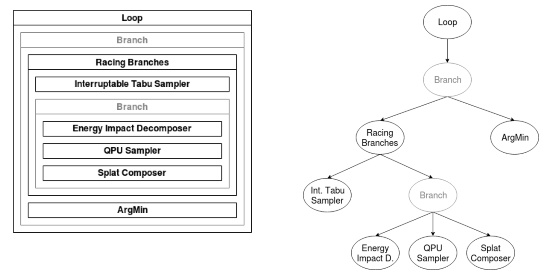 Loop
Branch
Racing Branches
Interruptable Tabu Sampler
Branch
Energy Impact Decomposer
QPU Sampler
Splat Composer
ArgMin
Loop
Branch
Racing
Branches
ArgMin
Int. Tabu
Sampler
Branch
Energy
Impact D.
QPU
Sampler
Splat
Composer